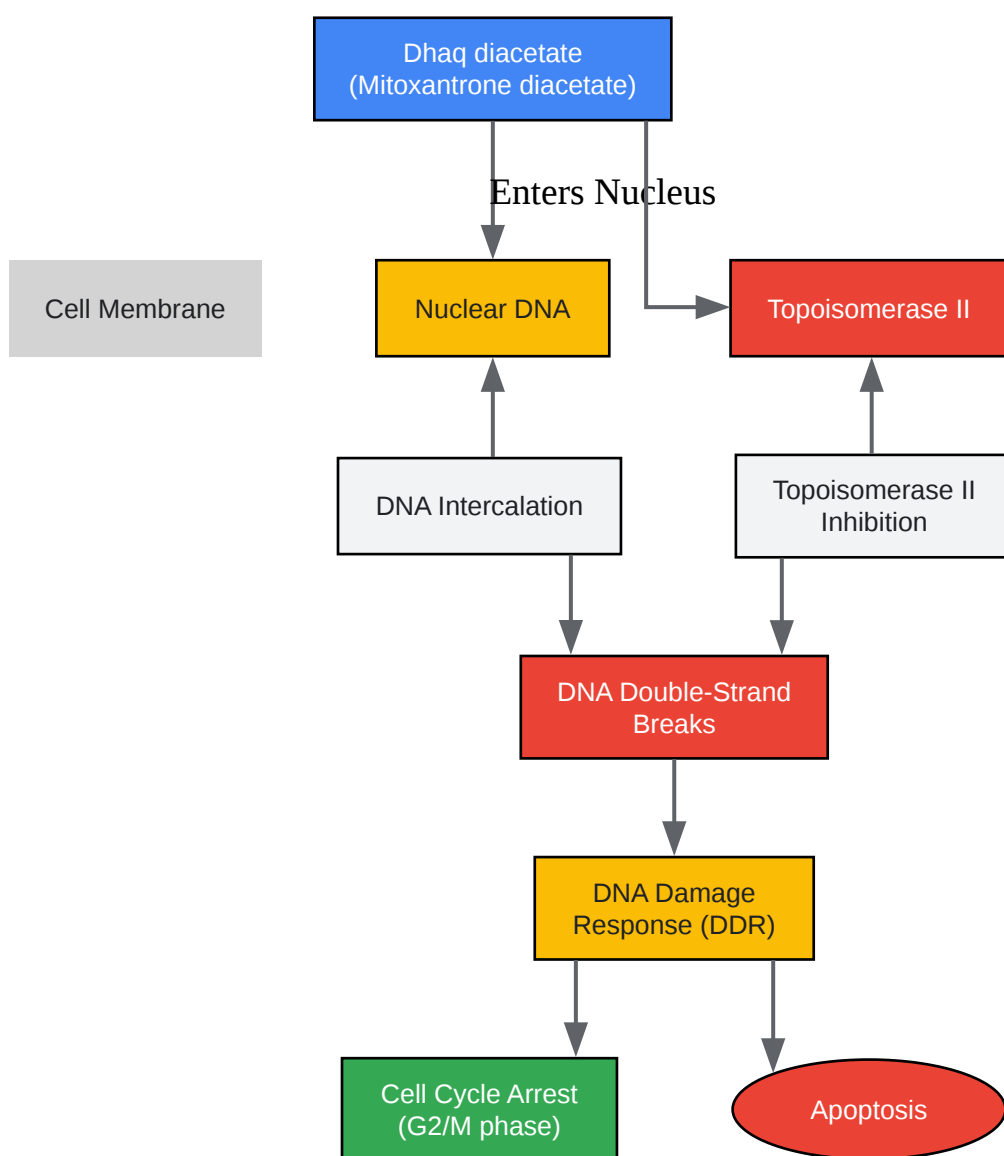 Dhaq diacetate
(Mitoxantrone diacetate)
Enters Nucleus
Cell Membrane
Nuclear DNA
Topoisomerase II
DNA Intercalation
Topoisomerase II
Inhibition
DNA Double-Strand
Breaks
DNA Damage
Response (DDR)
Cell Cycle Arrest
(G2/M phase)
Apoptosis